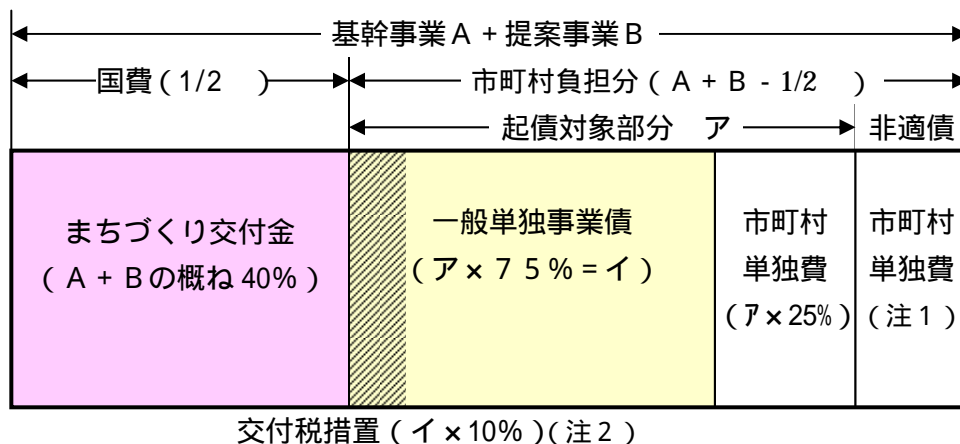 基幹事業A+提案事業B
国費(1/2　)
市町村負担分(A+B-1/2　)
起債対象部分　ア
非適債
まちづくり交付金
(A+Bの概ね40%)
一般単独事業債
(ア×75%=イ)
市町村
単独費
(ア×25%)
市町村
単独費
(注1)
交付税措置(イ×10%)(注2)